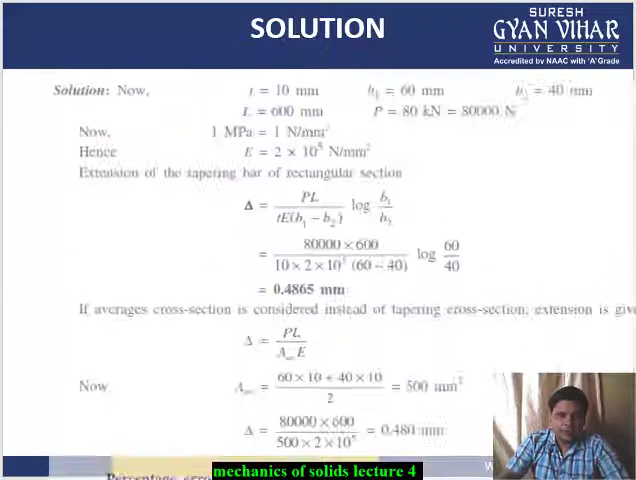 SOLUTION
SURESH
GYAN VIHAR
UNIVERSITY
Accredited by NAAC with 'A' Grade
Solution: Now, t = 10 mm b₁ = 60 mm b₂ = 40 mm
L = 600 mm P = 80 kN = 80000 N
Now, 1 MPa = 1 N/mm²
Hence E = 2 × 10⁵ N/mm²
Extension of the tapering bar of rectangular section
Δ = PL / tE(b₁ − b₂) log b₁ / b₂
= 80000 × 600 / 10 × 2 × 10⁵ (60 − 40) log 60 / 40
= 0.4865 mm
If averages cross-section is considered instead of tapering cross-section, extension is give
Δ = PL / Aₐᵥ E
Now Aₐᵥ = 60 × 10 + 40 × 10 / 2 = 500 mm²
Δ = 80000 × 600 / 500 × 2 × 10⁵ = 0.480 mm
W
mechanics of solids lecture 4